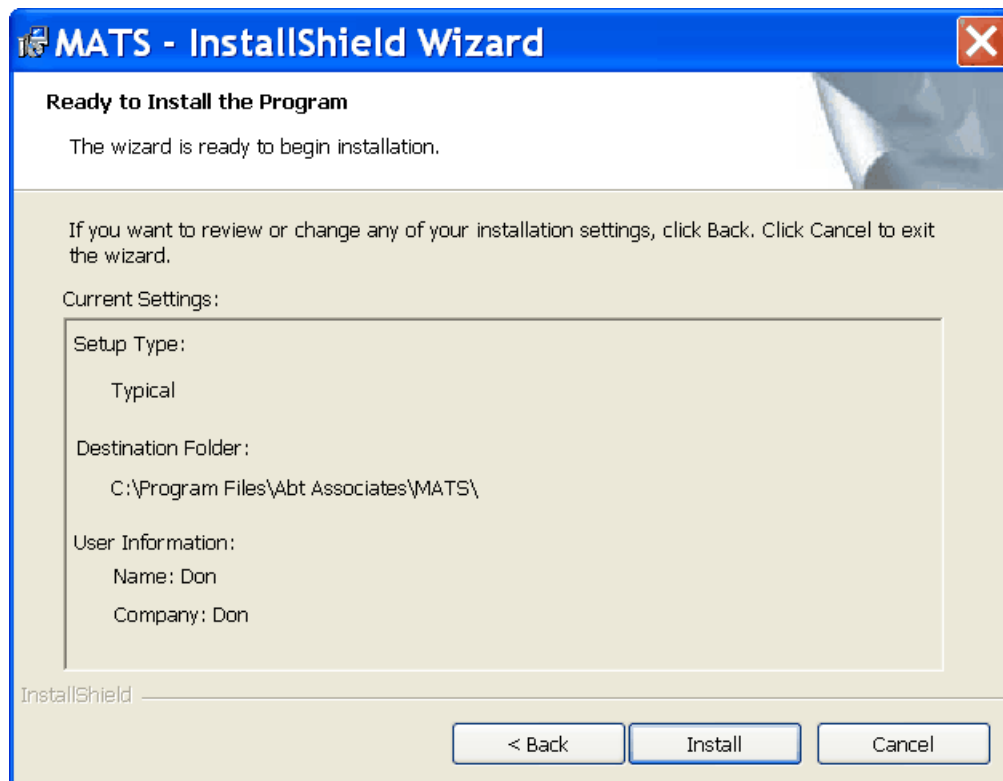 MATS - InstallShield Wizard
Ready to Install the Program
The wizard is ready to begin installation.
If you want to review or change any of your installation settings, click Back. Click Cancel to exit
the wizard.
Current Settings:
Setup Type:
Typical
Destination Folder:
C:\Program Files\Abt Associates\MATS\
User Information:
Name: Don
Company: Don
InstallShield
< Back
Install
Cancel